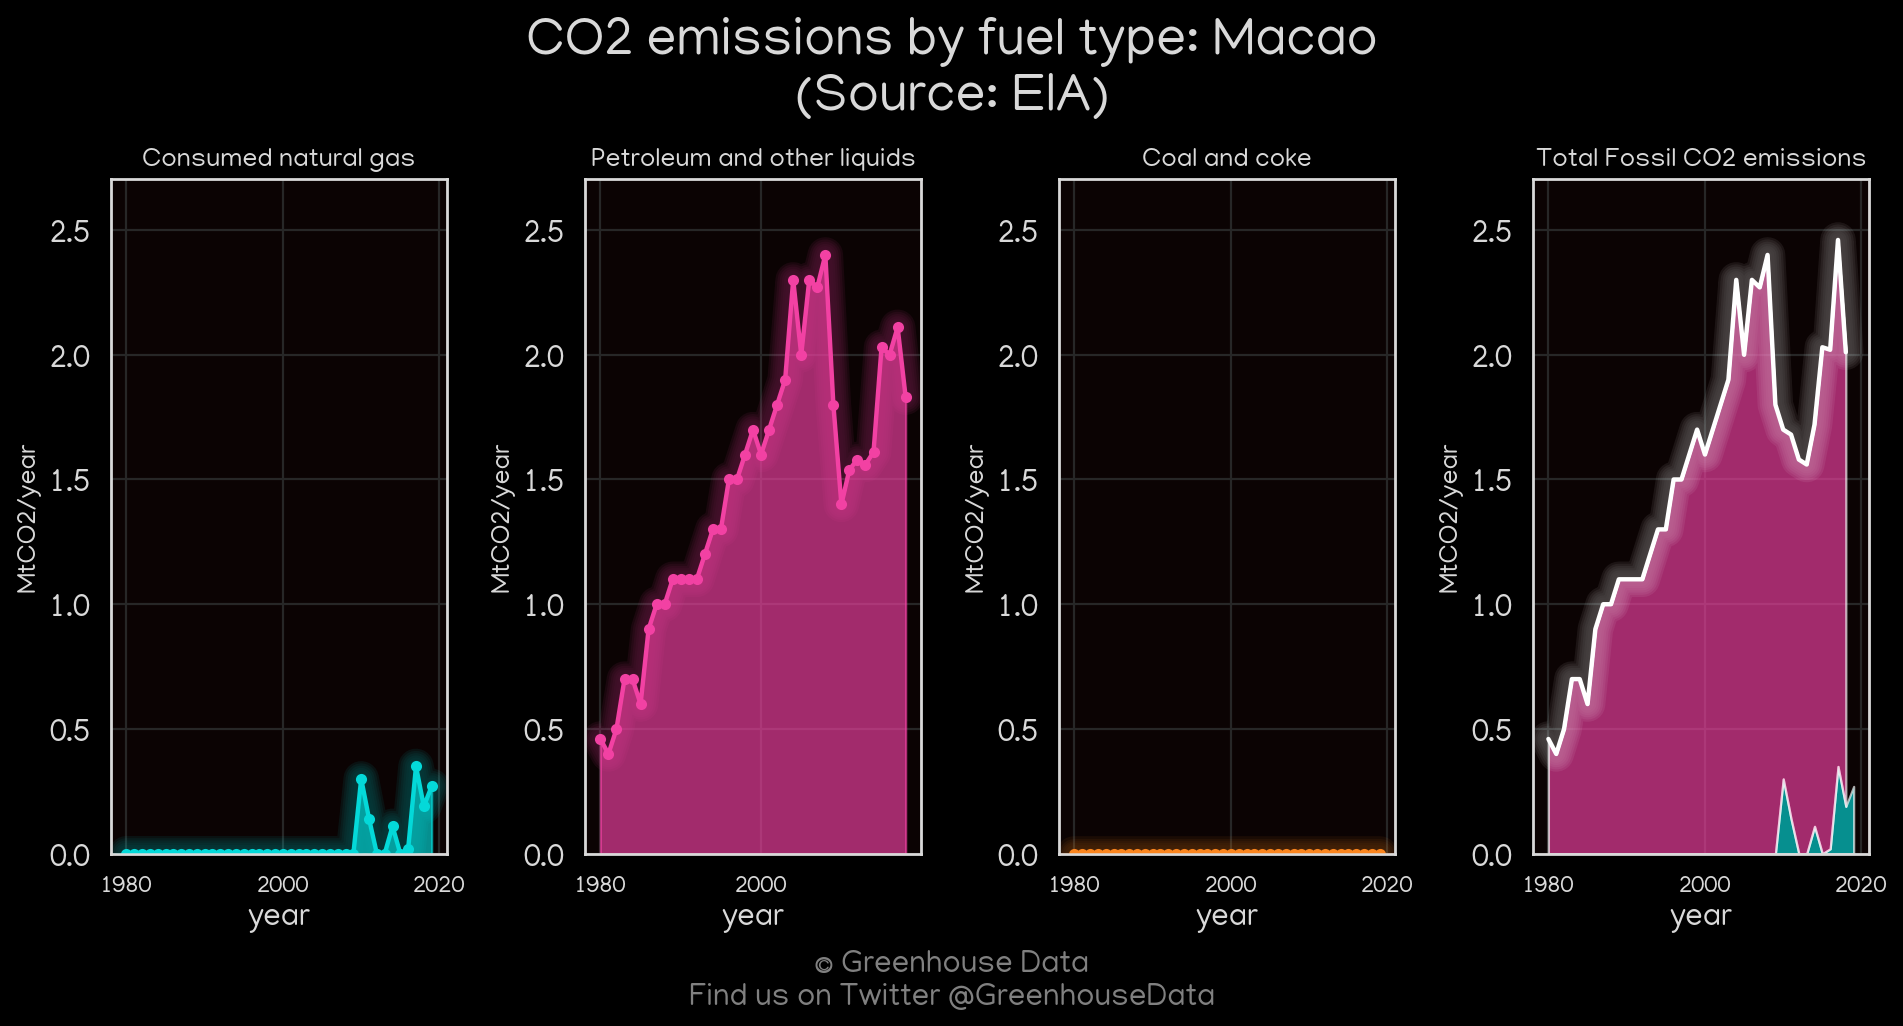 CO2 emissions by fuel type: Macao
(Source: EIA)
Consumed natural gas
Petroleum and other liquids
Coal and coke
Total Fossil CO2 emissions
MtCO2/year
2.5
2.0
1.5
1.0
0.5
0.0
1980
2000
2020
year
MtCO2/year
2.5
2.0
1.5
1.0
0.5
0.0
1980
2000
year
MtCO2/year
2.5
2.0
1.5
1.0
0.5
0.0
1980
2000
2020
year
MtCO2/year
2.5
2.0
1.5
1.0
0.5
0.0
1980
2000
2020
year
© Greenhouse Data
Find us on Twitter @GreenhouseData